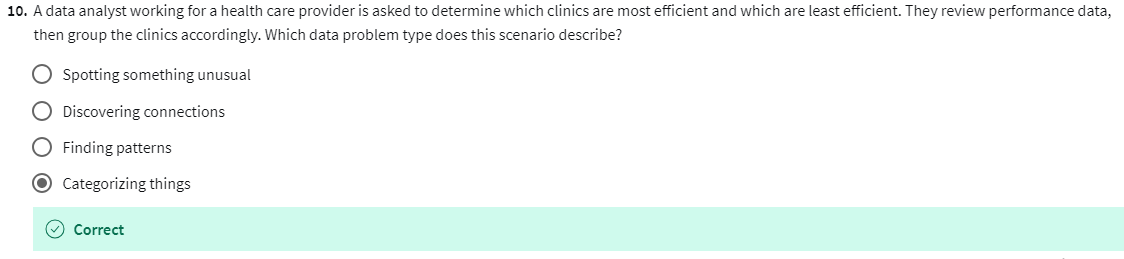 10. A data analyst working for a health care provider is asked to determine which clinics are most efficient and which are least efficient. They review performance data,
then group the clinics accordingly. Which data problem type does this scenario describe?
Spotting something unusual
Discovering connections
Finding patterns
Categorizing things
Correct